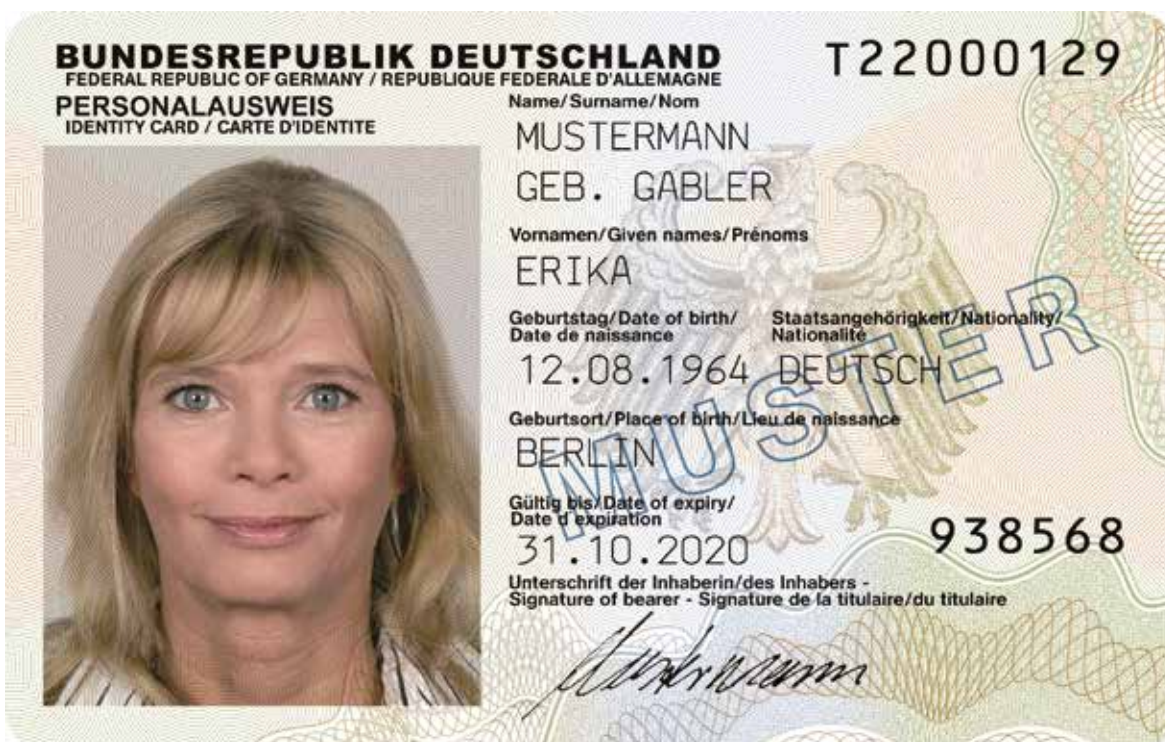 BUNDESREPUBLIK DEUTSCHLAND
FEDERAL REPUBLIC OF GERMANY / REPUBLIQUE FEDERALE D'ALLEMAGNE
PERSONALAUSWEIS
IDENTITY CARD / CARTE D'IDENTITE
T22000129
Name/Surname/Nom
MUSTERMANN
GEB. GABLER
Vornamen/Given names/Prénoms
ERIKA
Geburtstag/Date of birth/
Date de naissance
12.08.1964
Staatsangehörigkeit/Nationality/
Nationalité
DEUTSCH
Geburtsort/Place of birth/Lieu de naissance
BERLIN
Gültig bis/Date of expiry/
Date d'expiration
31.10.2020
938568
Unterschrift der Inhaberin/des Inhabers -
Signature of bearer - Signature de la titulaire/du titulaire
Mustermann
MUSTER